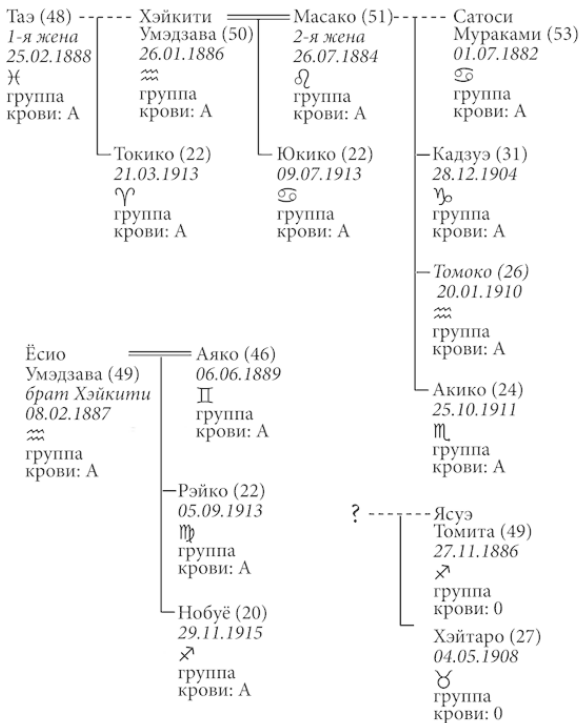 Таэ (48)
1-я жена
25.02.1888
♓
группа
крови: А
Хэйкити
Умэдзава (50)
26.01.1886
♒
группа
крови: А
Масако (51)
2-я жена
26.07.1884
♌
группа
крови: А
Сатоси
Мураками (53)
01.07.1882
♋
группа
крови: А
Токико (22)
21.03.1913
♈
группа
крови: А
Юкико (22)
09.07.1913
♋
группа
крови: А
Кадзуэ (31)
28.12.1904
♑
группа
крови: А
Томоко (26)
20.01.1910
♒
группа
крови: А
Акико (24)
25.10.1911
♏
группа
крови: А
Ёсио
Умэдзава (49)
брат Хэйкити
08.02.1887
♒
группа
крови: А
Аяко (46)
06.06.1889
♊
группа
крови: А
Рэйко (22)
05.09.1913
♍
группа
крови: А
Нобуё (20)
29.11.1915
♐
группа
крови: А
?
Ясуэ
Томита (49)
27.11.1886
♐
группа
крови: 0
Хэйтаро (27)
04.05.1908
♉
группа
крови: 0